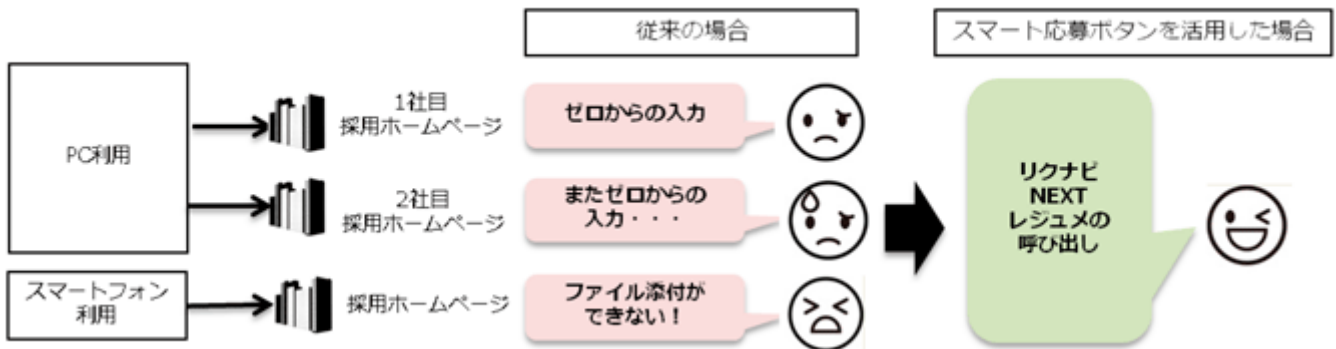 従来の場合
スマート応募ボタンを活用した場合
PC利用
1社目
採用ホームページ
ゼロからの入力
2社目
採用ホームページ
またゼロからの
入力・・・
スマートフォン
利用
採用ホームページ
ファイル添付が
できない！
リクナビ
NEXT
レジュメの
呼び出し